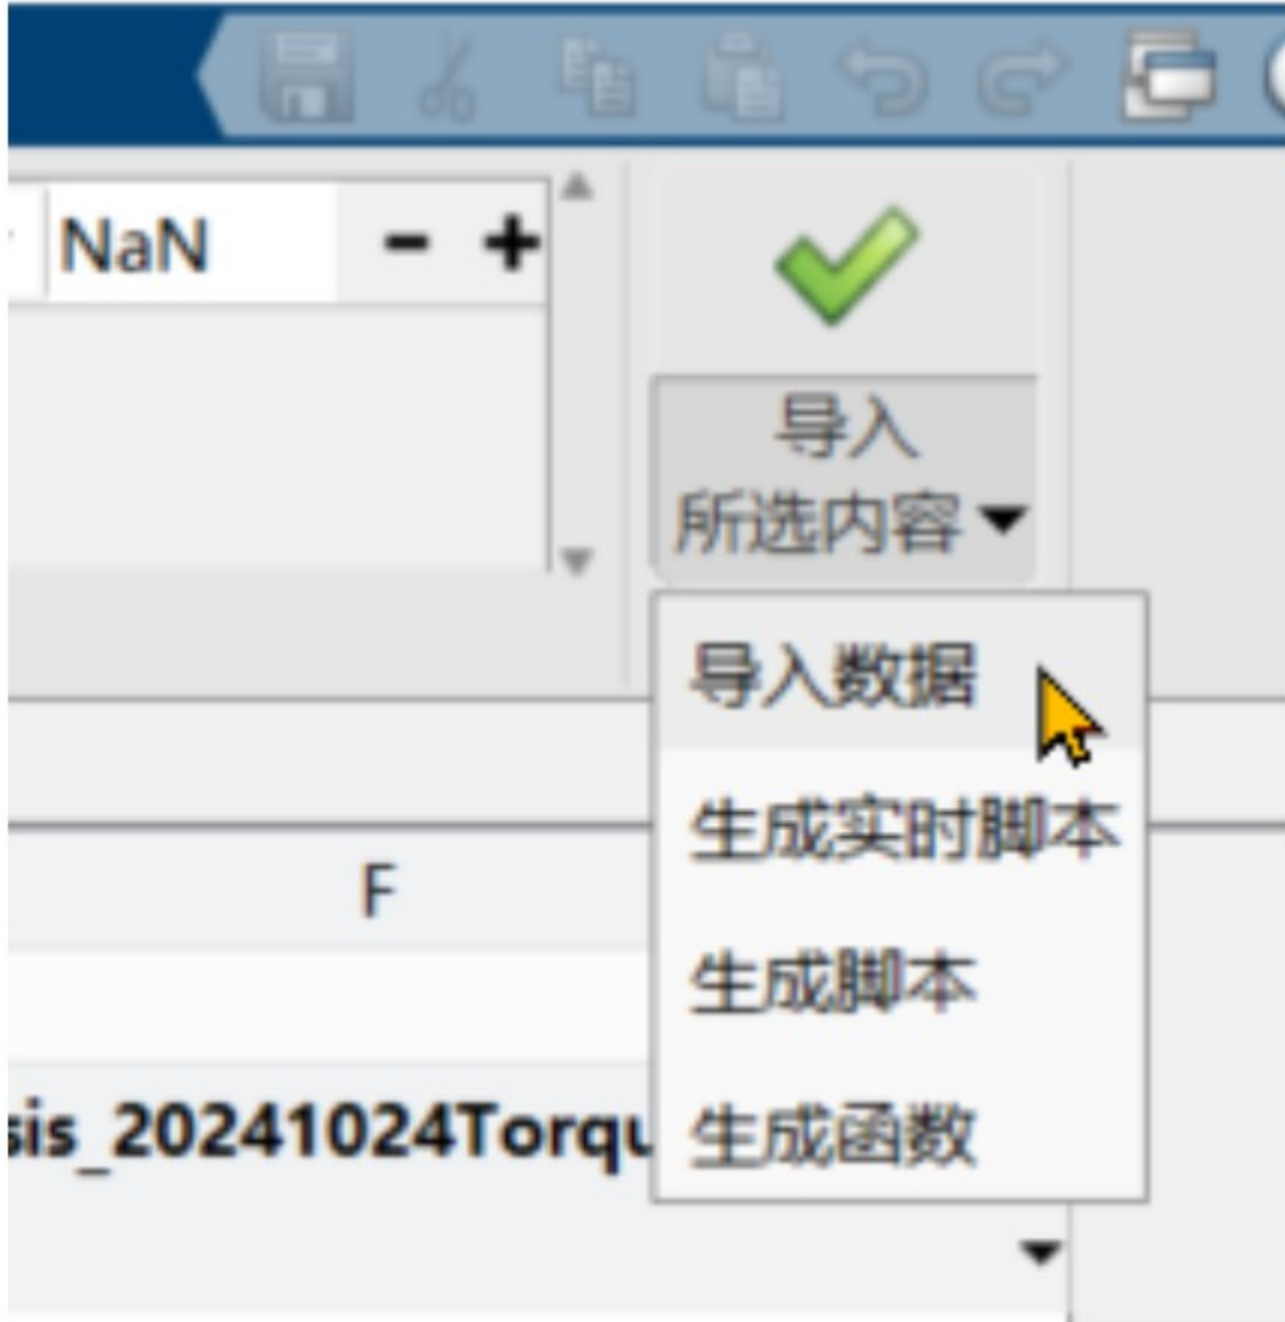 NaN
导入
所选内容
导入数据
生成实时脚本
F
生成脚本
sis_20241024Torqu
生成函数